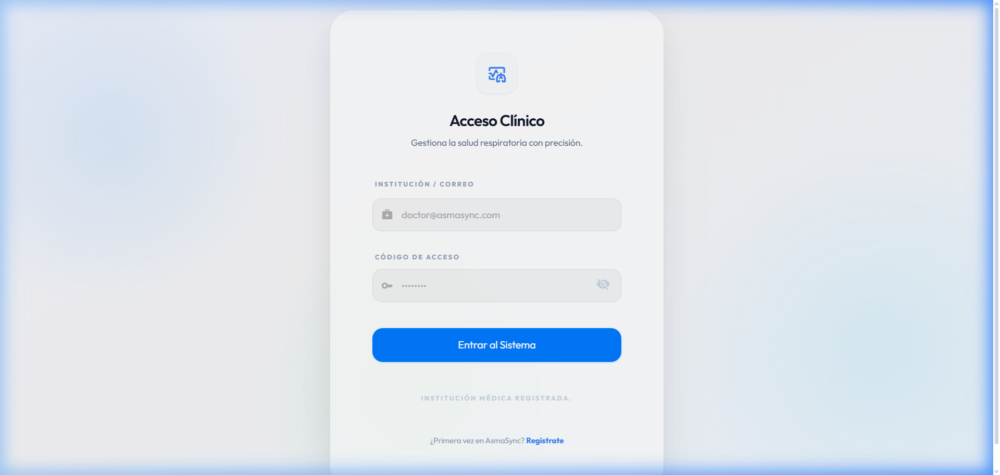 Acceso Clínico
Gestiona la salud respiratoria con precisión.
INSTITUCIÓN / CORREO
doctor@asmasync.com
CÓDIGO DE ACCESO
••••••••
Entrar al Sistema
INSTITUCIÓN MÉDICA REGISTRADA.
¿Primera vez en AsmaSync? Regístrate